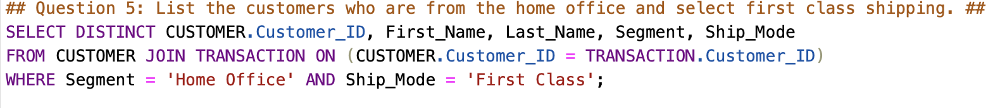 ## Question 5: List the customers who are from the home office and select first class shipping. ##
SELECT DISTINCT CUSTOMER.Customer_ID, First_Name, Last_Name, Segment, Ship_Mode
FROM CUSTOMER JOIN TRANSACTION ON (CUSTOMER.Customer_ID = TRANSACTION.Customer_ID)
WHERE Segment = 'Home Office' AND Ship_Mode = 'First Class';